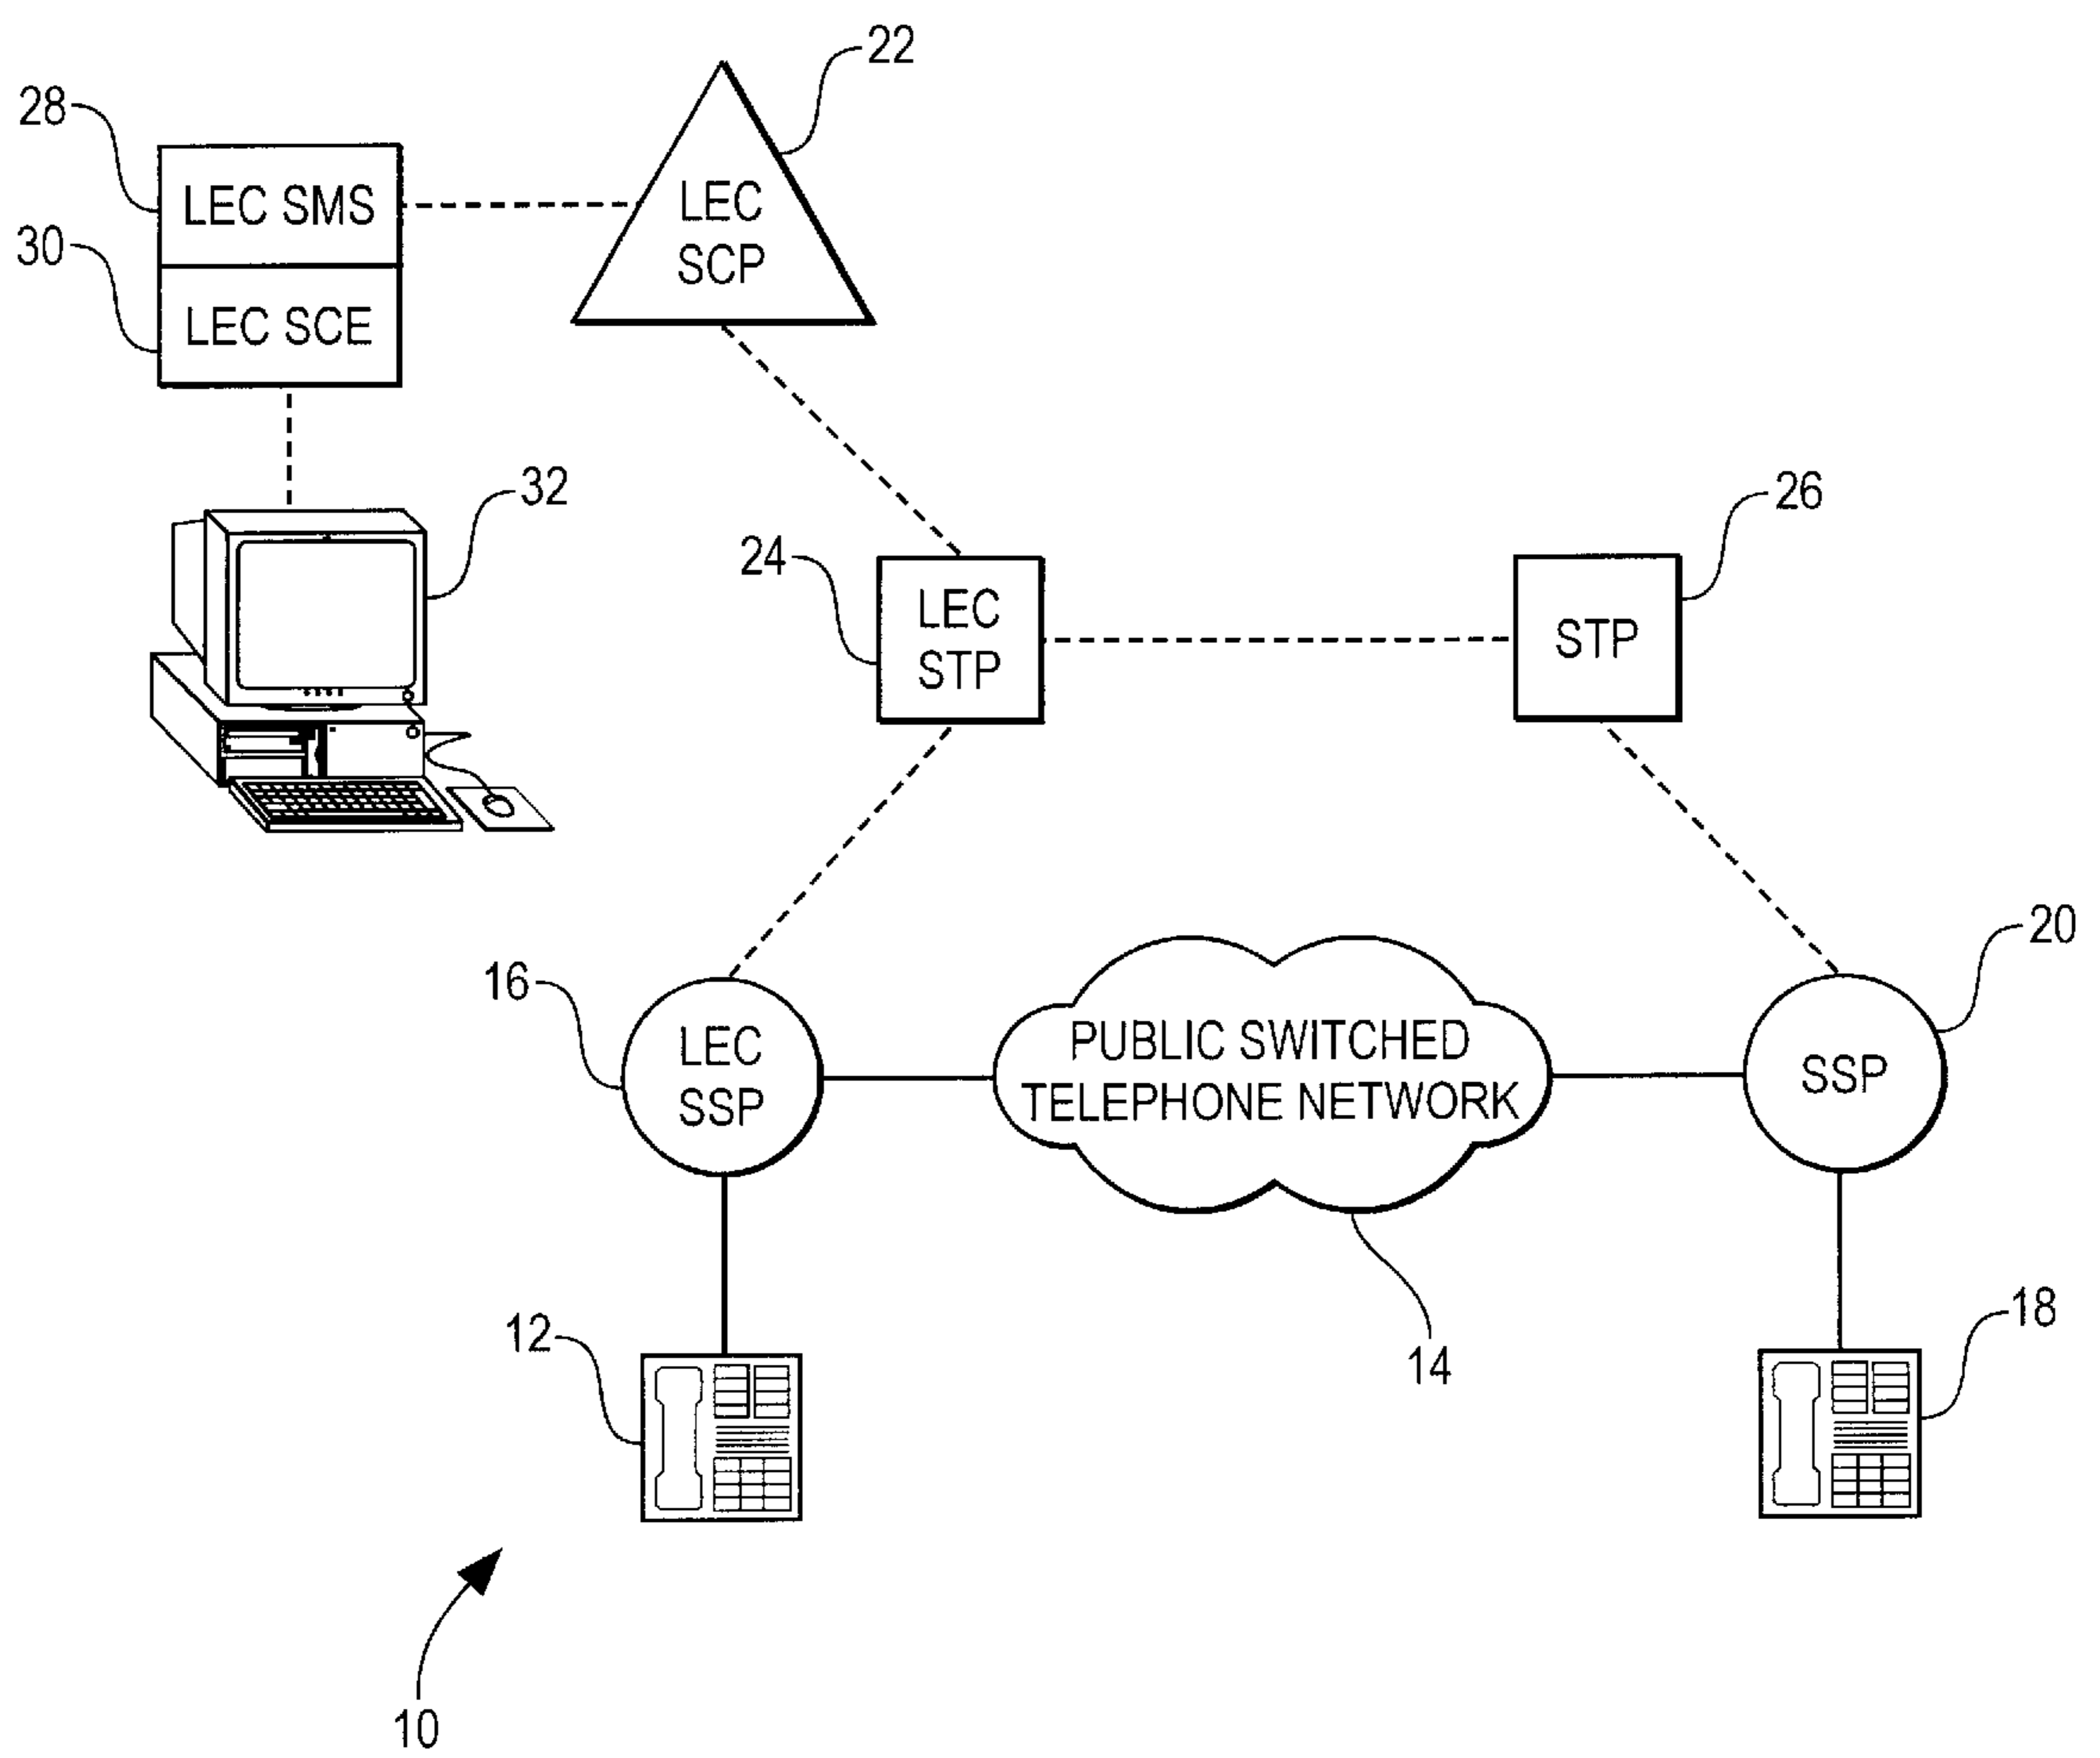 22
28
LEC SMS
LEC
SCP
30
LEC SCE
32
26
24
LEC
STP
STP
20
16
LEC
SSP
PUBLIC SWITCHED
TELEPHONE NETWORK
SSP
12
14
18
10